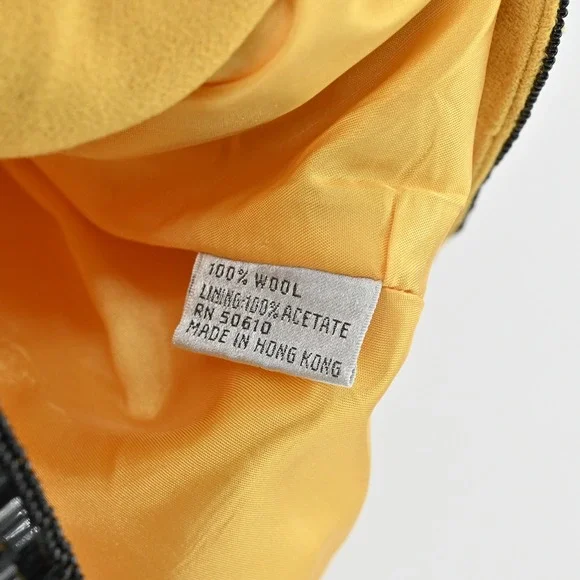 100% WOOL
LINING:100% ACETATE
RN 50610
MADE IN HONG KONG